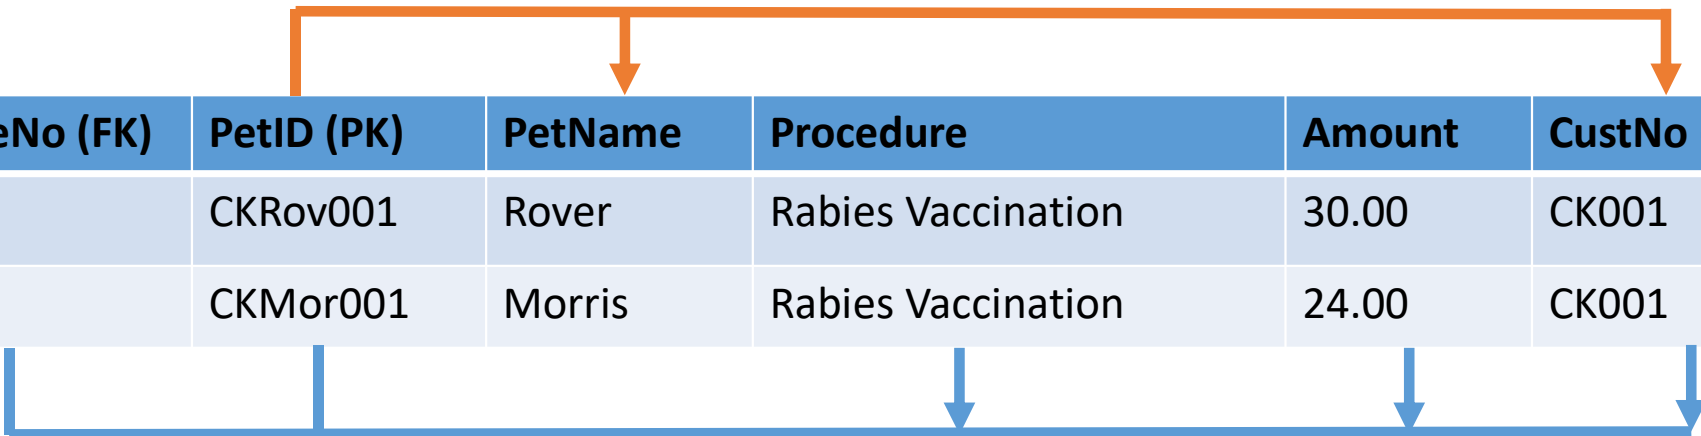 eNo (FK) PetID (PK) PetName Procedure Amount CustNo
CKRov001 Rover Rabies Vaccination 30.00 CK001
CKMor001 Morris Rabies Vaccination 24.00 CK001